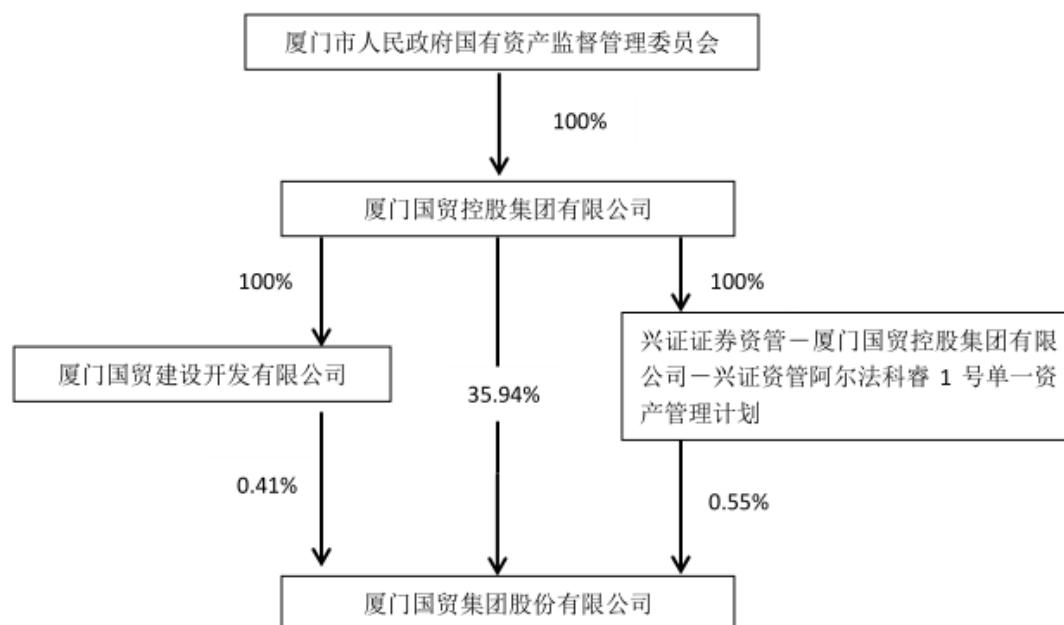 厦门市人民政府国有资产监督管理委员会
100%
厦门国贸控股集团有限公司
100%
100%
厦门国贸建设开发有限公司
35.94%
兴证证券资管－厦门国贸控股集团有限
公司－兴证资管阿尔法科睿 1 号单一资
产管理计划
0.41%
0.55%
厦门国贸集团股份有限公司